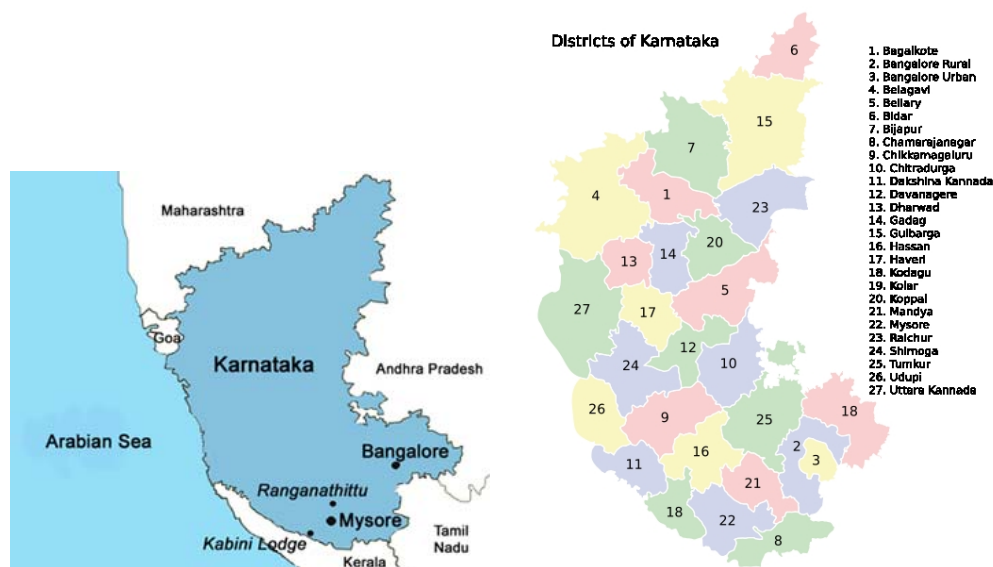 Maharashtra
Goa
Karnataka
Andhra Pradesh
Arabian Sea
Bangalore
Ranganathittu
Mysore
Kabini Lodge
Tamil
Nadu
Kerala
Districts of Karnataka
6
15
7
4
1
23
20
14
13
5
27
17
12
24
10
26
9
25
18
16
2
3
11
21
18
22
8
1. Bagalkote
2. Bangalore Rural
3. Bangalore Urban
4. Belagavi
5. Bellary
6. Bidar
7. Bijapur
8. Chamarajanagar
9. Chikkamagaluru
10. Chitradurga
11. Dakshina Kannada
12. Davanagere
13. Dharwad
14. Gadag
15. Gulbarga
16. Hassan
17. Haveri
18. Kodagu
19. Kolar
20. Koppal
21. Mandya
22. Mysore
23. Raichur
24. Shimoga
25. Tumkur
26. Udupi
27. Uttara Kannada